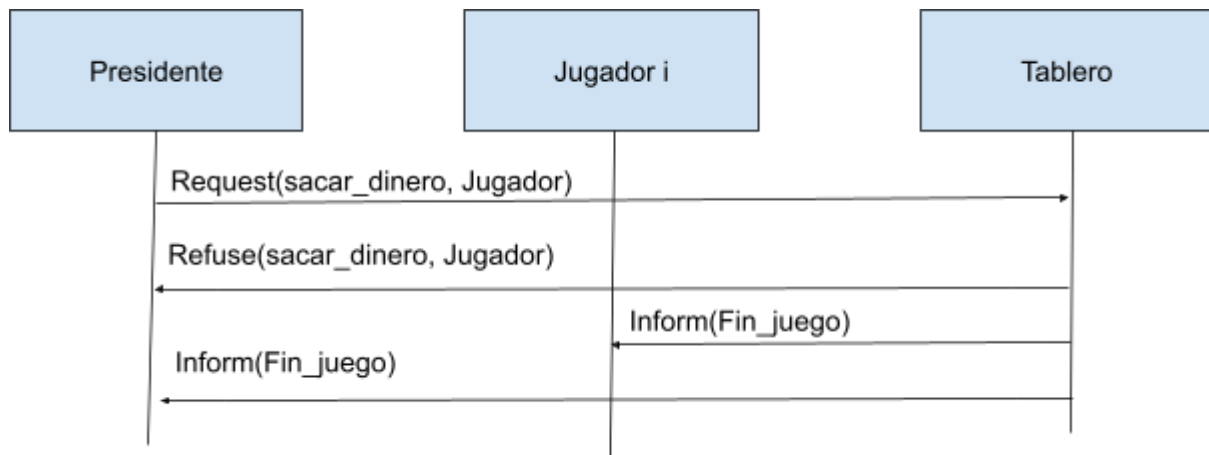 Presidente
Jugador i
Tablero
Request(sacar_dinero, Jugador)
Refuse(sacar_dinero, Jugador)
Inform(Fin_juego)
Inform(Fin_juego)